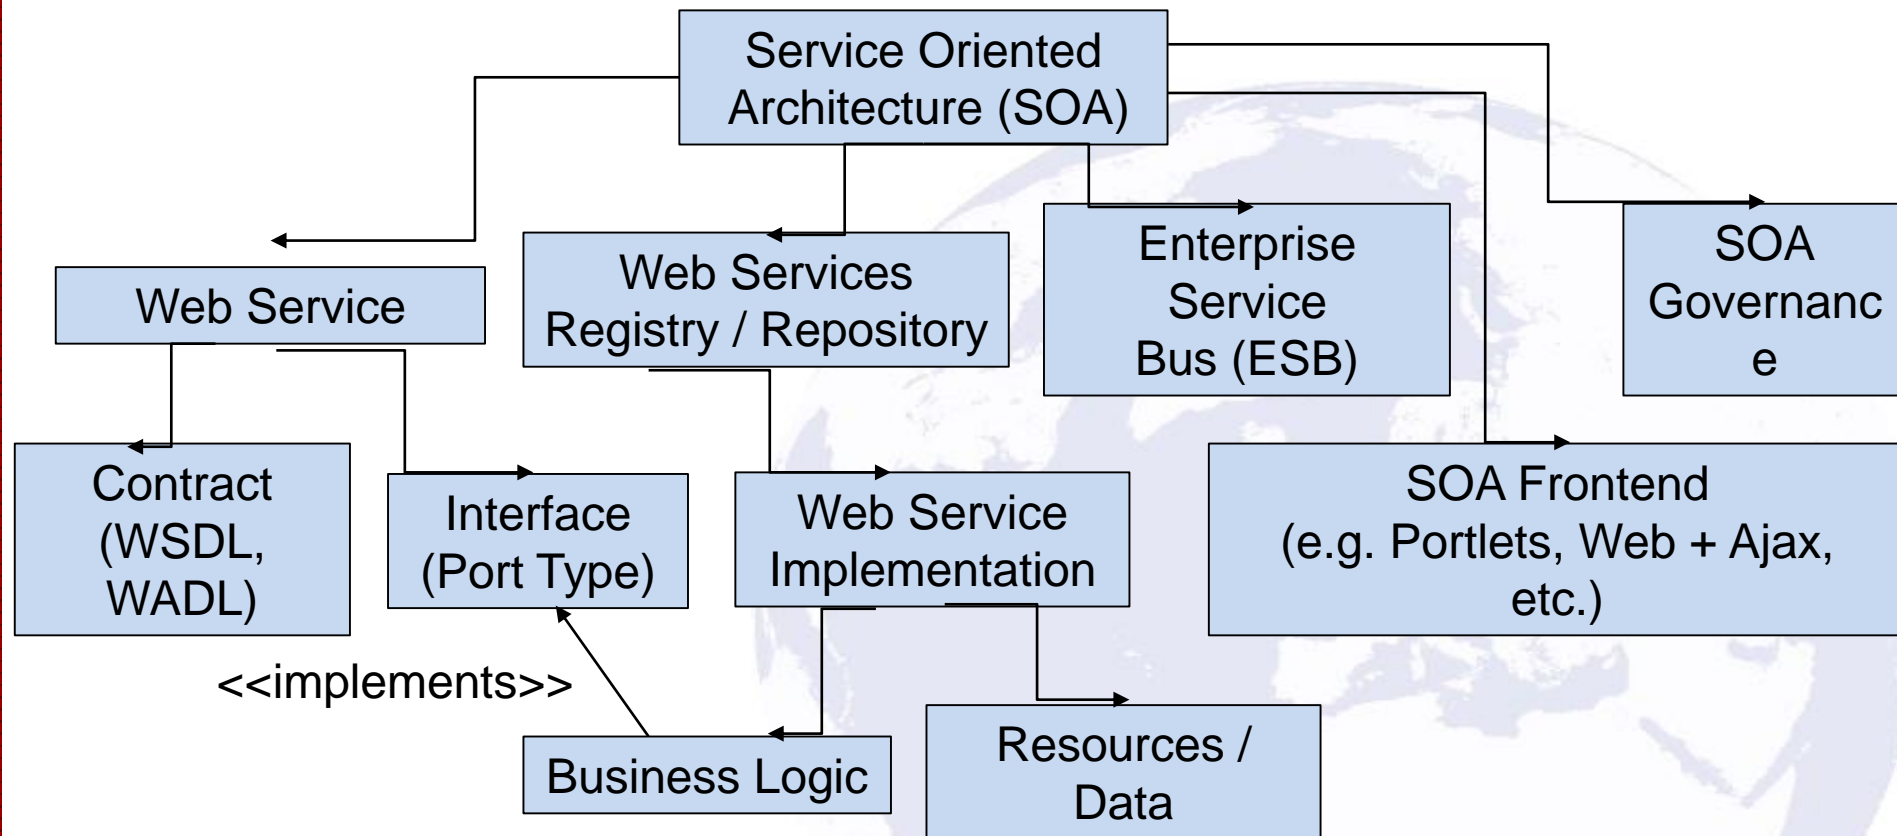 Service Oriented
Architecture (SOA)
Web Service
Web Services
Registry / Repository
Enterprise
Service
Bus (ESB)
SOA
Governanc
e
Contract
(WSDL,
WADL)
Interface
(Port Type)
Web Service
Implementation
SOA Frontend
(e.g. Portlets, Web + Ajax,
etc.)
<<implements>>
Business Logic
Resources /
Data